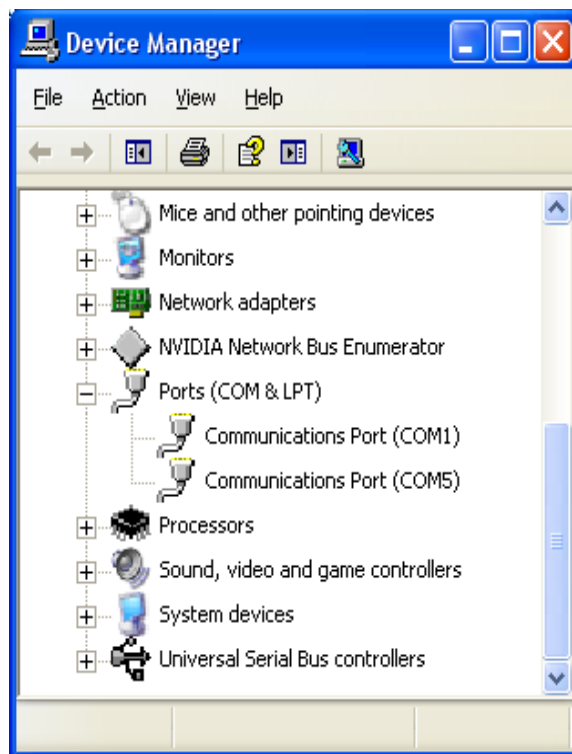 Device Manager
File Action View Help
Mice and other pointing devices
Monitors
Network adapters
NVIDIA Network Bus Enumerator
Ports (COM & LPT)
Communications Port (COM1)
Communications Port (COM5)
Processors
Sound, video and game controllers
System devices
Universal Serial Bus controllers